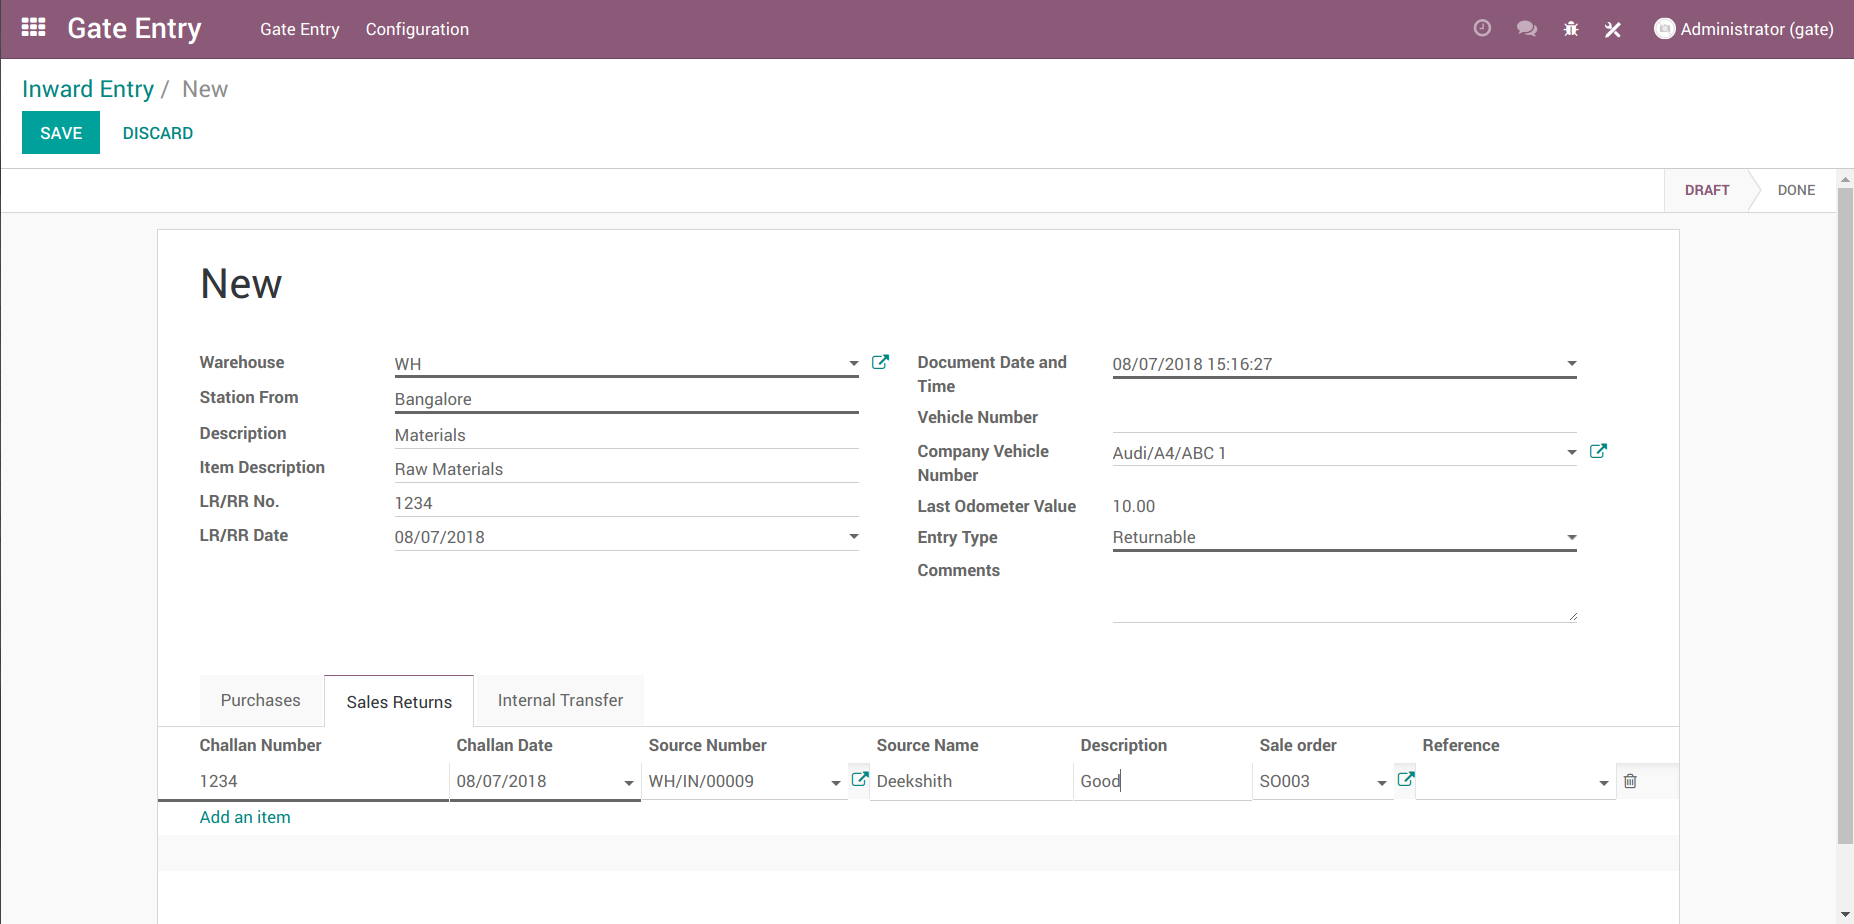 Gate Entry Gate Entry Configuration Administrator (gate)
Inward Entry / New
SAVE DISCARD
DRAFT DONE
New
Warehouse WH
Station From Bangalore
Description Materials
Item Description Raw Materials
LR/RR No. 1234
LR/RR Date 08/07/2018
Document Date and Time 08/07/2018 15:16:27
Vehicle Number
Company Vehicle Number Audi/A4/ABC 1
Last Odometer Value 10.00
Entry Type Returnable
Comments
Purchases Sales Returns Internal Transfer
Challan Number Challan Date Source Number Source Name Description Sale order Reference
1234 08/07/2018 WH/IN/00009 Deekshith Good SO003
Add an item